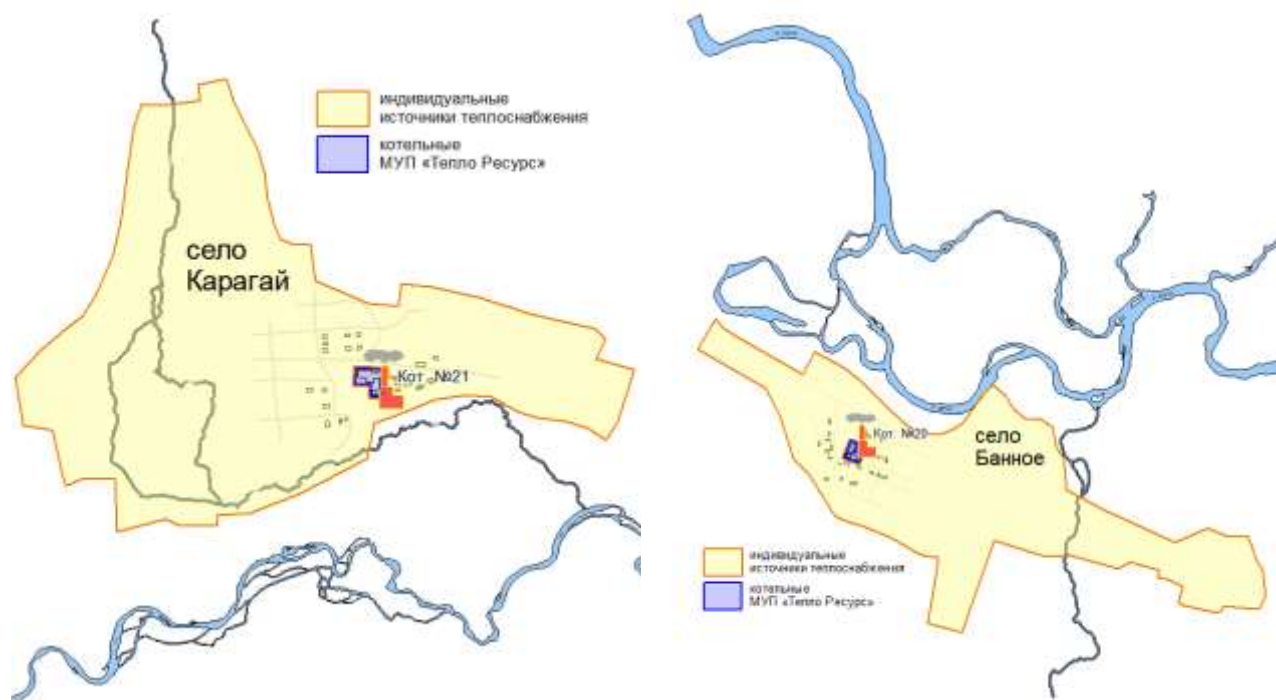 индивидуальные
источники теплоснабжения
котельные
МУП «Тепло Ресурс»
село
Карагай
Кот. №21
Кот. №20
село
Банное
индивидуальные
источники теплоснабжения
котельные
МУП «Тепло Ресурс»